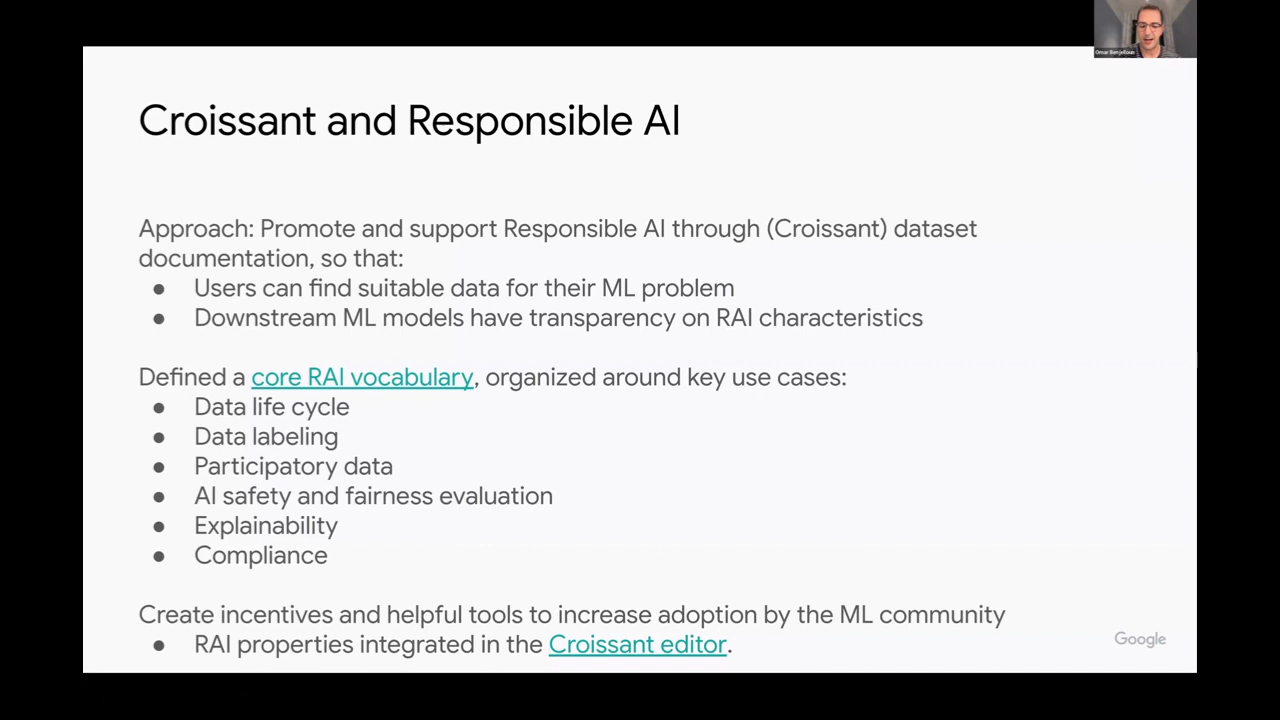 Omar Benjelloun
Croissant and Responsible AI
Approach: Promote and support Responsible AI through (Croissant) dataset
documentation, so that:
● Users can find suitable data for their ML problem
● Downstream ML models have transparency on RAI characteristics
Defined a core RAI vocabulary, organized around key use cases:
● Data life cycle
● Data labeling
● Participatory data
● AI safety and fairness evaluation
● Explainability
● Compliance
Create incentives and helpful tools to increase adoption by the ML community
● RAI properties integrated in the Croissant editor.
Google